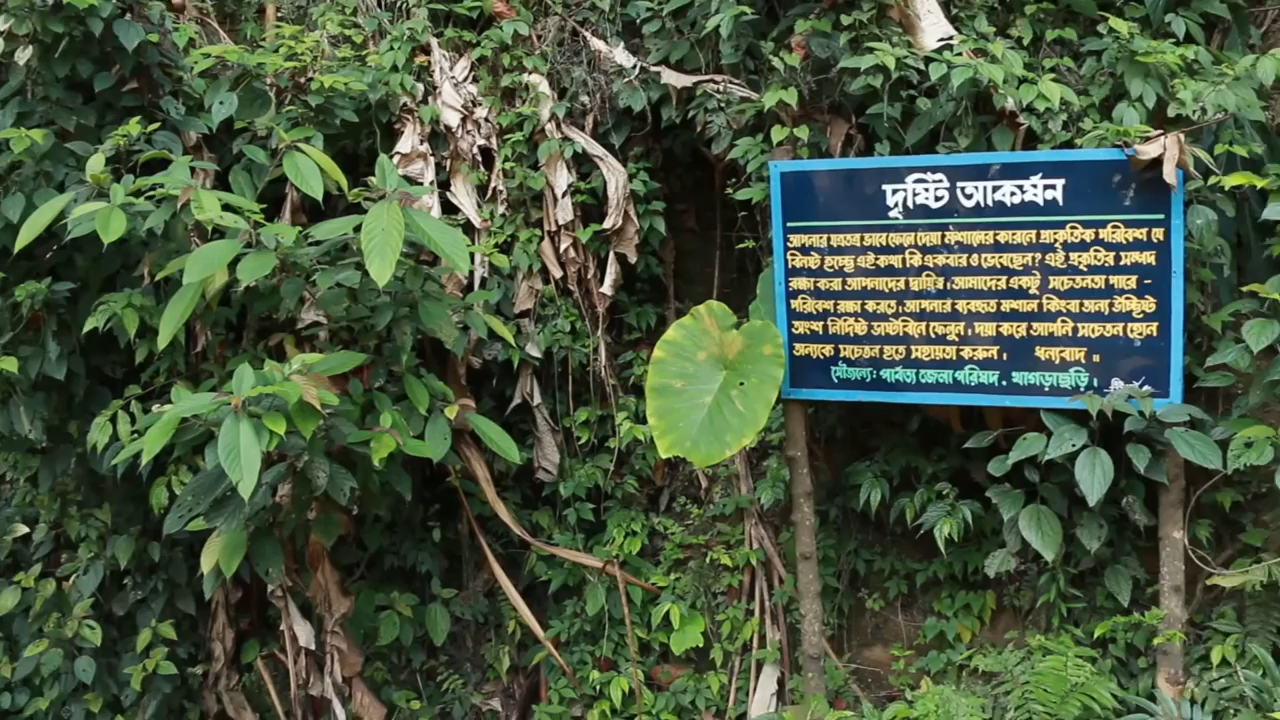 দৃষ্টি আকর্ষন
আপনার যত্রতত্র ভাবে ফেলে দেয়া মশালের কারনে প্রাকৃতিক পরিবেশ যে
বিনষ্ট হচ্ছে এই কথা কি একবার ও ভেবেছেন? এই প্রকৃতির সম্পদ
রক্ষা করা আপনাদের দায়িত্ব। আমাদের একটু সচেতনতা পারে -
পরিবেশ রক্ষা করতে। আপনার ব্যবহৃত মশাল কিংবা অন্য উচ্ছিষ্ট
অংশ নির্দিষ্ট ডাষ্টবিনে ফেলুন। দয়া করে আপনি সচেতন হোন
অন্যকে সচেতন হতে সহায়তা করুন। ধন্যবাদ ॥
সৌজন্যে: পার্বত্য জেলা পরিষদ, খাগড়াছড়ি।